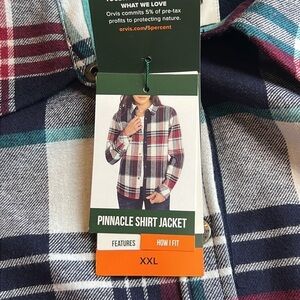 WHAT WE LOVE
Orvis commits 5% of pre-tax
profits to protecting nature.
orvis.com/5percent
PINNACLE SHIRT JACKET
FEATURES
HOW I FIT
XXL